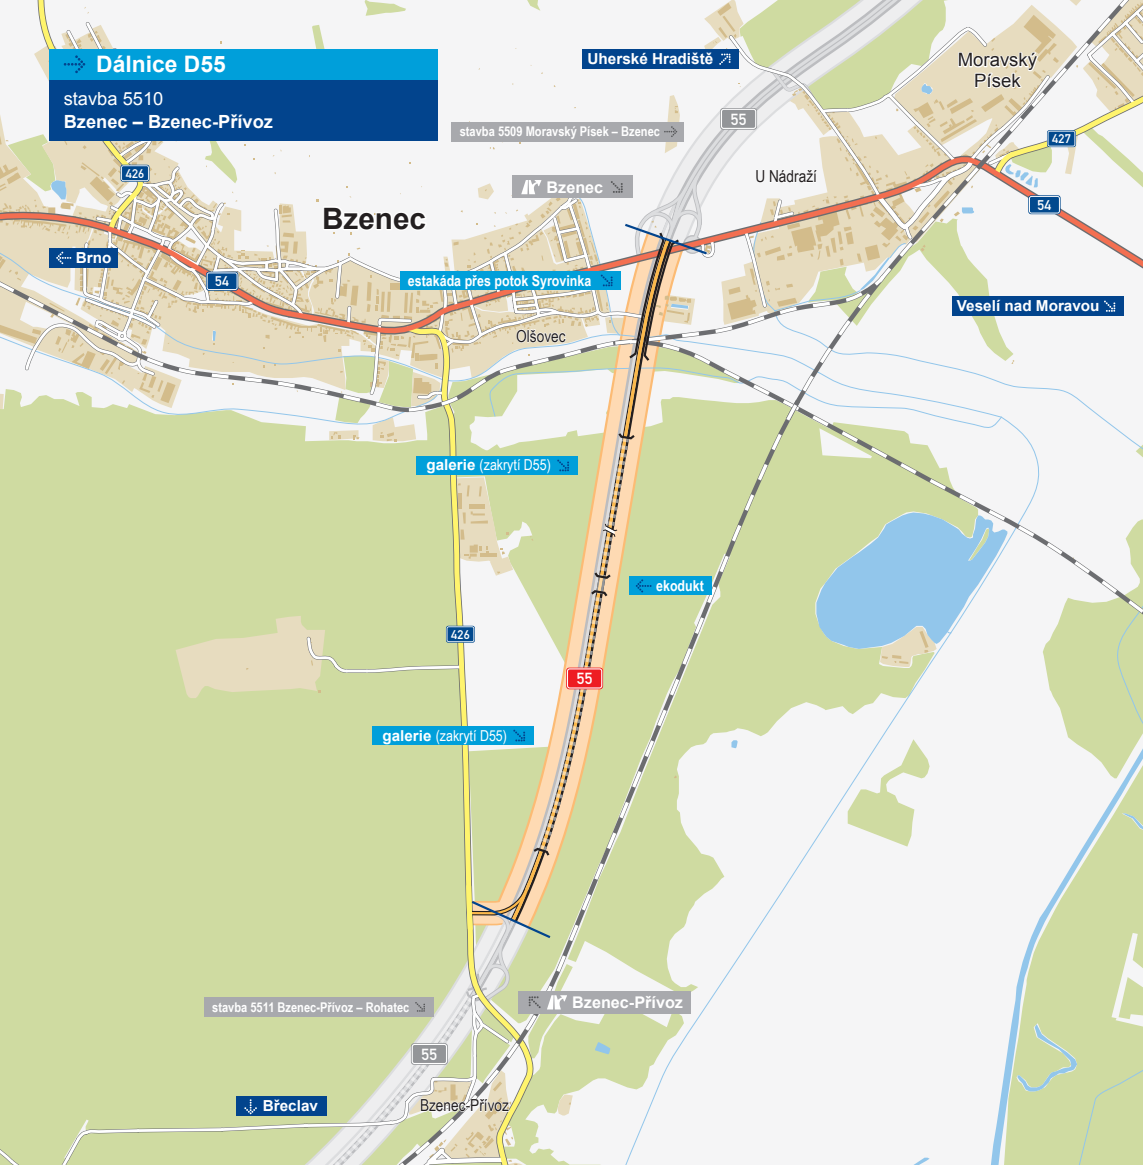 Dálnice D55
stavba 5510
Bzenec – Bzenec-Přívoz
Uherské Hradiště
Moravský
Písek
55
stavba 5509 Moravský Písek – Bzenec
427
426
Bzenec
U Nádraží
54
Bzenec
Brno
54
estakáda přes potok Syrovinka
Veselí nad Moravou
Olšovec
galerie (zakrytí D55)
ekodukt
426
55
galerie (zakrytí D55)
Bzenec-Přívoz
stavba 5511 Bzenec-Přívoz – Rohatec
55
Břeclav
Bzenec-Přívoz